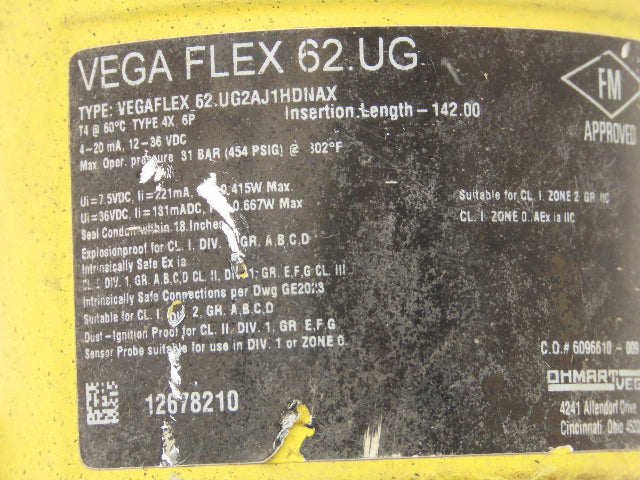 VEGA FLEX 62.UG
FM
APPROVED
TYPE: VEGAFLEX 62.UG2AJ1HDNAX
Insertion Length - 142.00
T4 @ 60°C TYPE 4X, 6P
4-20 mA, 12-36 VDC
Max Oper. pressure 31 BAR (454 PSIG) @ 302°F
Ui = 7.5VDC, Ii = 221mA, 0.415W Max.
Ui = 36VDC, Ii = 131mADC, 0.667W Max
Seal Conduit within 18 Inches
Explosionproof for CL. I, DIV. GR. A,B,C,D
Intrinsically Safe Ex ia
CL. I, DIV. 1, GR. A,B,C,D CL. II, DIV. 1; GR. E,F,G CL. III
Intrinsically Safe Connections per Dwg GE2023
Suitable for CL. I, 2, GR. A,B,C,D
Dust-Ignition Proof for CL. II, DIV. 1, GR. E,F,G
Sensor Probe suitable for use in DIV. 1 or ZONE 0.
Suitable for CL. I, ZONE 2 GR. IIC
CL. I, ZONE 0, AEx ia IIC
C.O.# 6096610 - 009
OHMART VEG
4241 Allendorf Drive
Cincinnati, Ohio
12678210